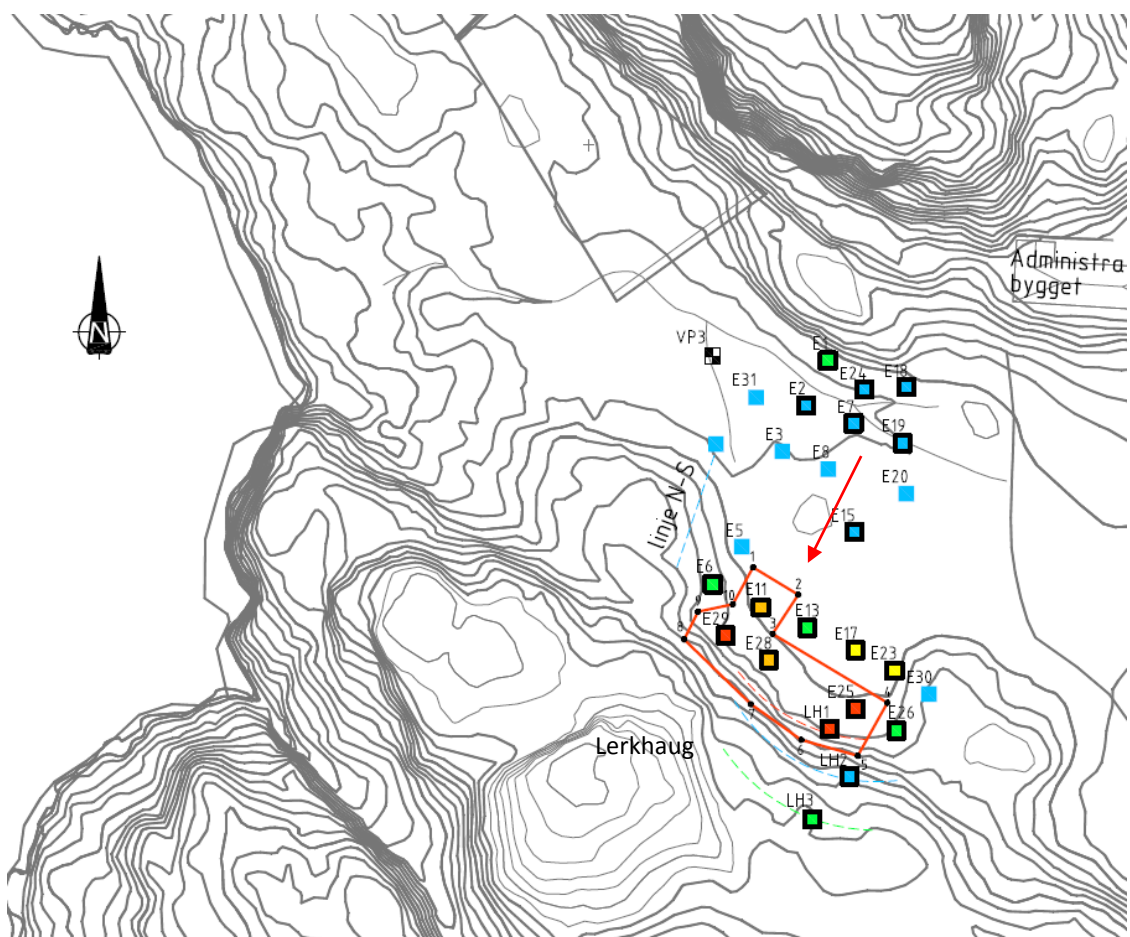 Administra
bygget
N
VP3
E1
E24
E18
E31
E2
E7
E19
E3
E8
E20
linje N-S
E15
E5
1
E6
2
9
10
E11
3
E13
8
E29
E28
E17
E23
E30
4
E25
7
LH1
E26
Lerkhaug
6
5
LH2
LH3